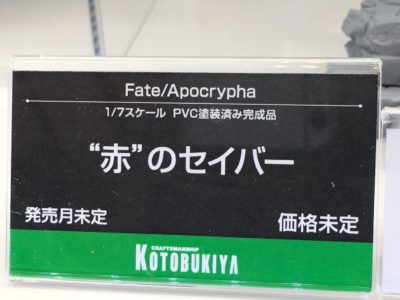 Fate/Apocrypha
1/7スケール PVC塗装済み完成品
“赤”のセイバー
発売月未定 価格未定
CRAFTSMANSHIP
KOTOBUKIYA